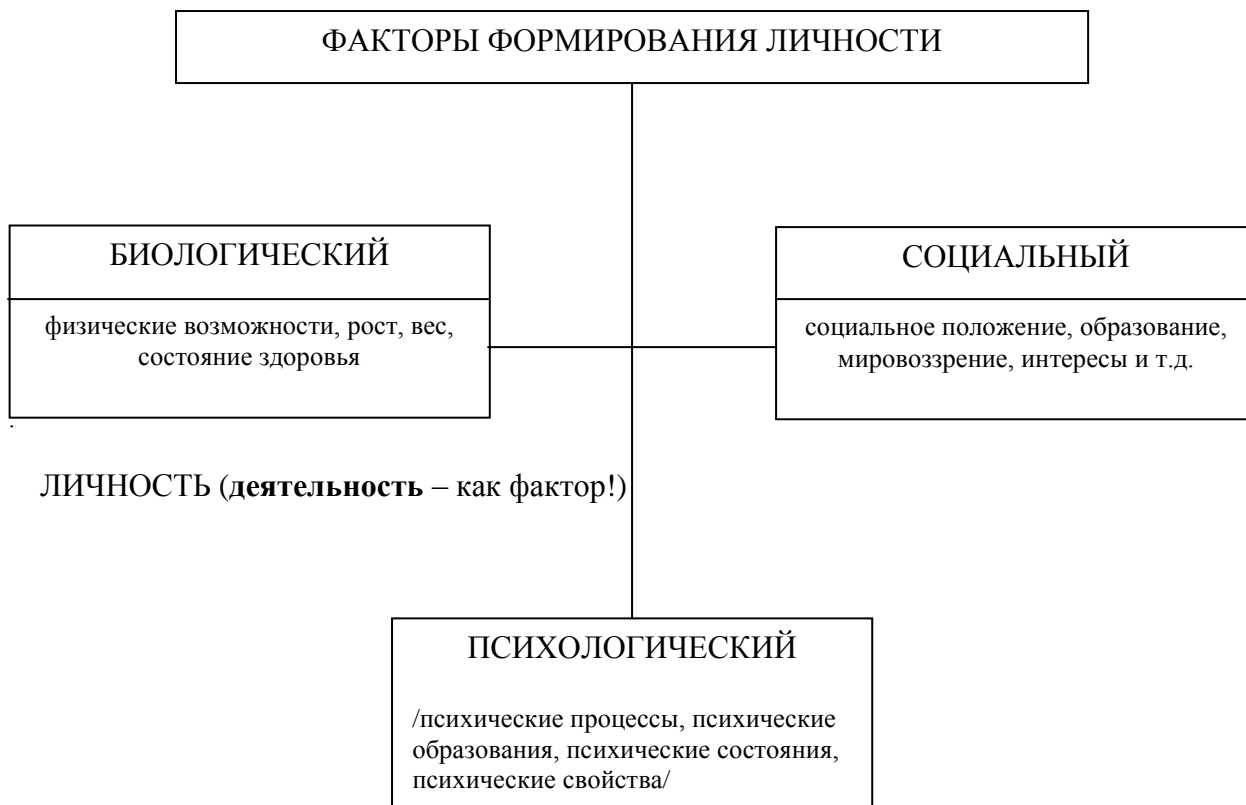 ФАКТОРЫ ФОРМИРОВАНИЯ ЛИЧНОСТИ
БИОЛОГИЧЕСКИЙ
физические возможности, рост, вес,
состояние здоровья
СОЦИАЛЬНЫЙ
социальное положение, образование,
мировоззрение, интересы и т.д.
.
ЛИЧНОСТЬ (деятельность – как фактор!)
ПСИХОЛОГИЧЕСКИЙ
/психические процессы, психические
образования, психические состояния,
психические свойства/